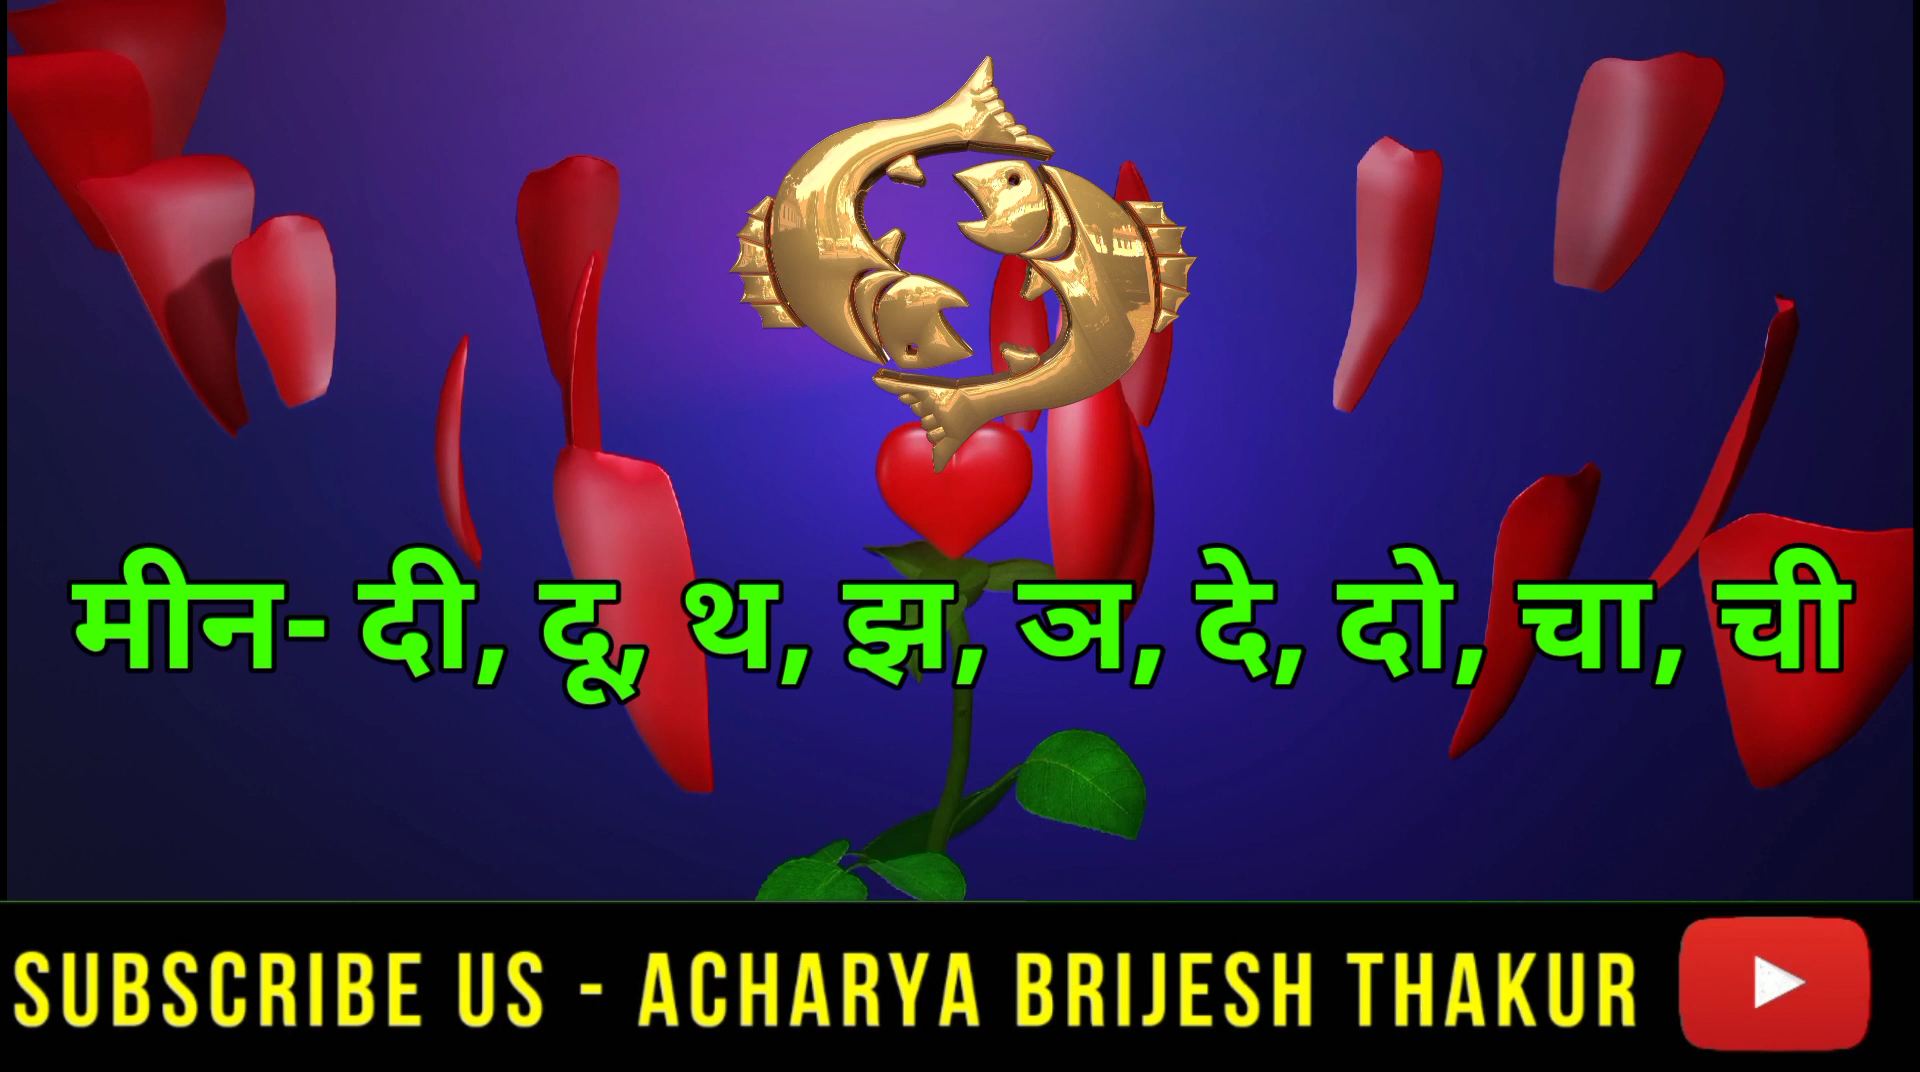 मीन- दी, दू, थ, झ, ञ, दे, दो, चा, ची
SUBSCRIBE US - ACHARYA BRIJESH THAKUR